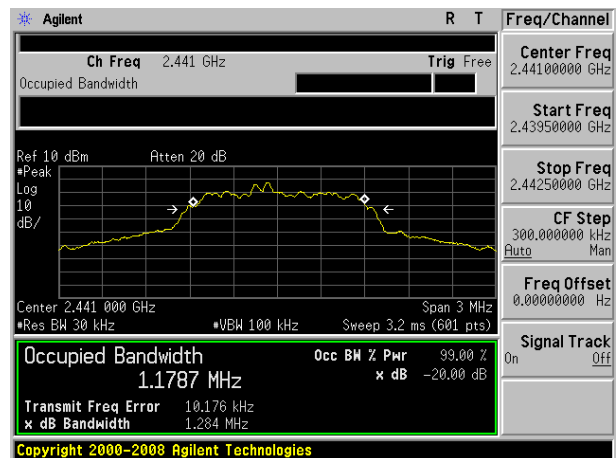 Agilent R T Freq/Channel
Ch Freq 2.441 GHz Trig Free
Occupied Bandwidth
Center Freq
2.44100000 GHz
Start Freq
2.43950000 GHz
Stop Freq
2.44250000 GHz
CF Step
300.000000 kHz
Auto Man
Freq Offset
0.00000000 Hz
Signal Track
On Off
Ref 10 dBm Atten 20 dB
#Peak
Log
10
dB/
Center 2.441 000 GHz Span 3 MHz
#Res BW 30 kHz #VBW 100 kHz Sweep 3.2 ms (601 pts)
Occupied Bandwidth Occ BW % Pwr 99.00 %
1.1787 MHz x dB -20.00 dB
Transmit Freq Error 10.176 kHz
x dB Bandwidth 1.284 MHz
Copyright 2000-2008 Agilent Technologies